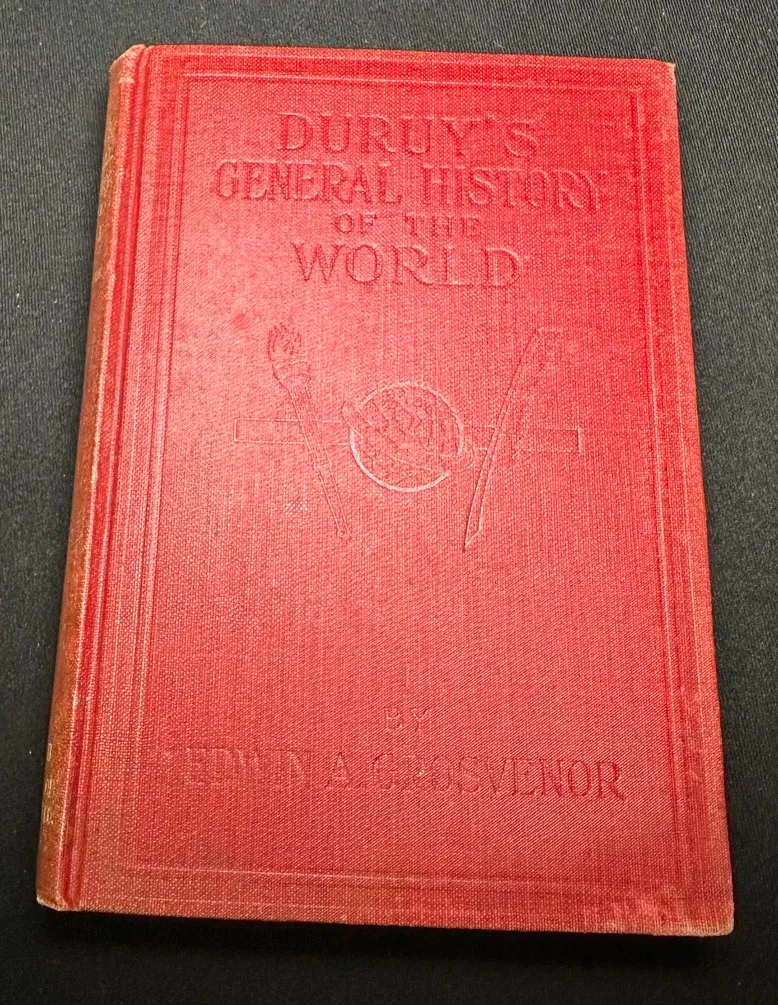 DURUY'S
GENERAL HISTORY
OF THE
WORLD
BY
EDWIN A. GROSVENOR